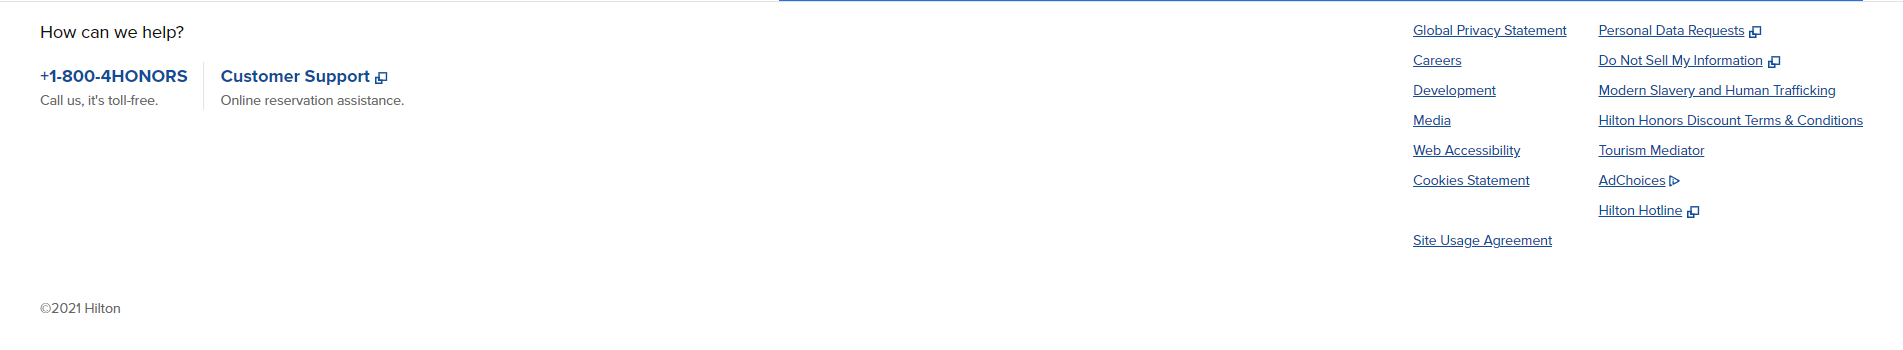 How can we help?
+1-800-4HONORS
Call us, it's toll-free.
Customer Support
Online reservation assistance.
Global Privacy Statement
Careers
Development
Media
Web Accessibility
Cookies Statement
Site Usage Agreement
Personal Data Requests
Do Not Sell My Information
Modern Slavery and Human Trafficking
Hilton Honors Discount Terms & Conditions
Tourism Mediator
AdChoices
Hilton Hotline
©2021 Hilton